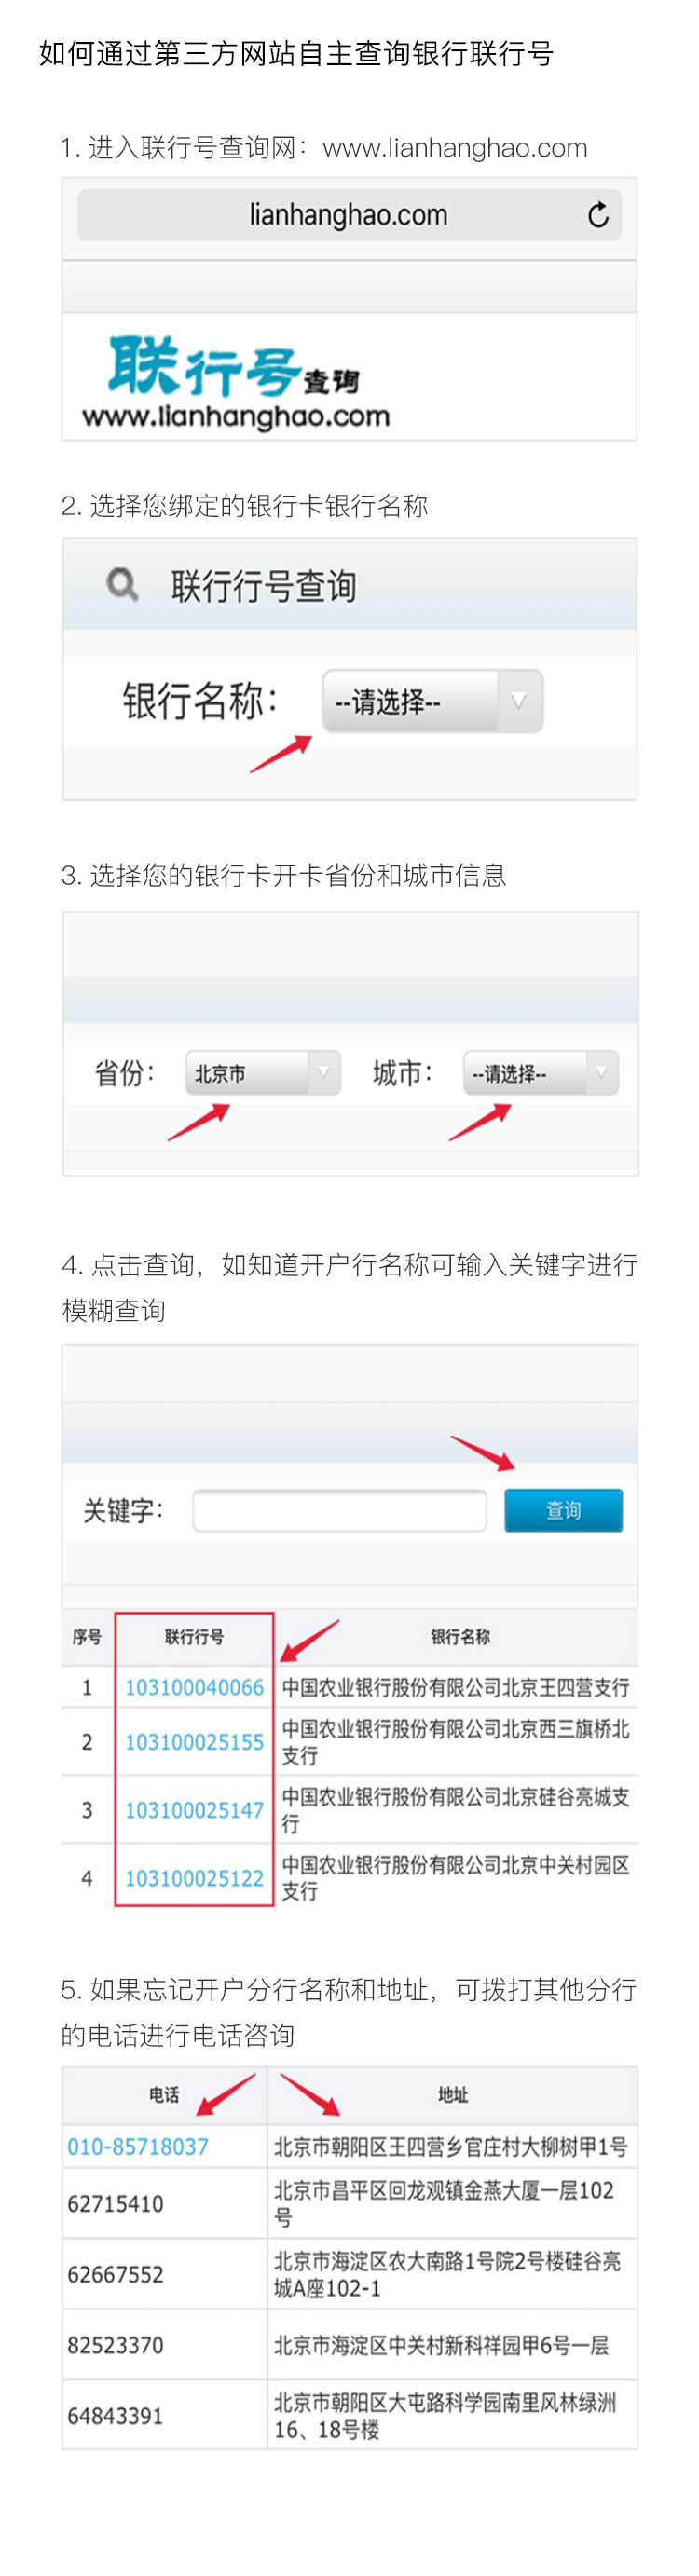 如何通过第三方网站自主查询银行联行号
1. 进入联行号查询网：www.lianhanghao.com
lianhanghao.com
联行号查询
www.lianhanghao.com
2. 选择您绑定的银行卡银行名称
联行行号查询
银行名称： --请选择--
3. 选择您的银行卡开卡省份和城市信息
省份： 北京市 城市： --请选择--
4. 点击查询，如知道开户行名称可输入关键字进行
模糊查询
关键字： 查询
序号 联行行号 银行名称
1 103100040066 中国农业银行股份有限公司北京王四营支行
2 103100025155 中国农业银行股份有限公司北京西三旗桥北
支行
3 103100025147 中国农业银行股份有限公司北京硅谷亮城支
行
4 103100025122 中国农业银行股份有限公司北京中关村园区
支行
5. 如果忘记开户分行名称和地址，可拨打其他分行
的电话进行电话咨询
电话 地址
010-85718037 北京市朝阳区王四营乡官庄村大柳树甲1号
62715410 北京市昌平区回龙观镇金燕大厦一层102
号
62667552 北京市海淀区农大南路1号院2号楼硅谷亮
城A座102-1
82523370 北京市海淀区中关村新科祥园甲6号一层
64843391 北京市朝阳区大屯路科学园南里风林绿洲
16、18号楼